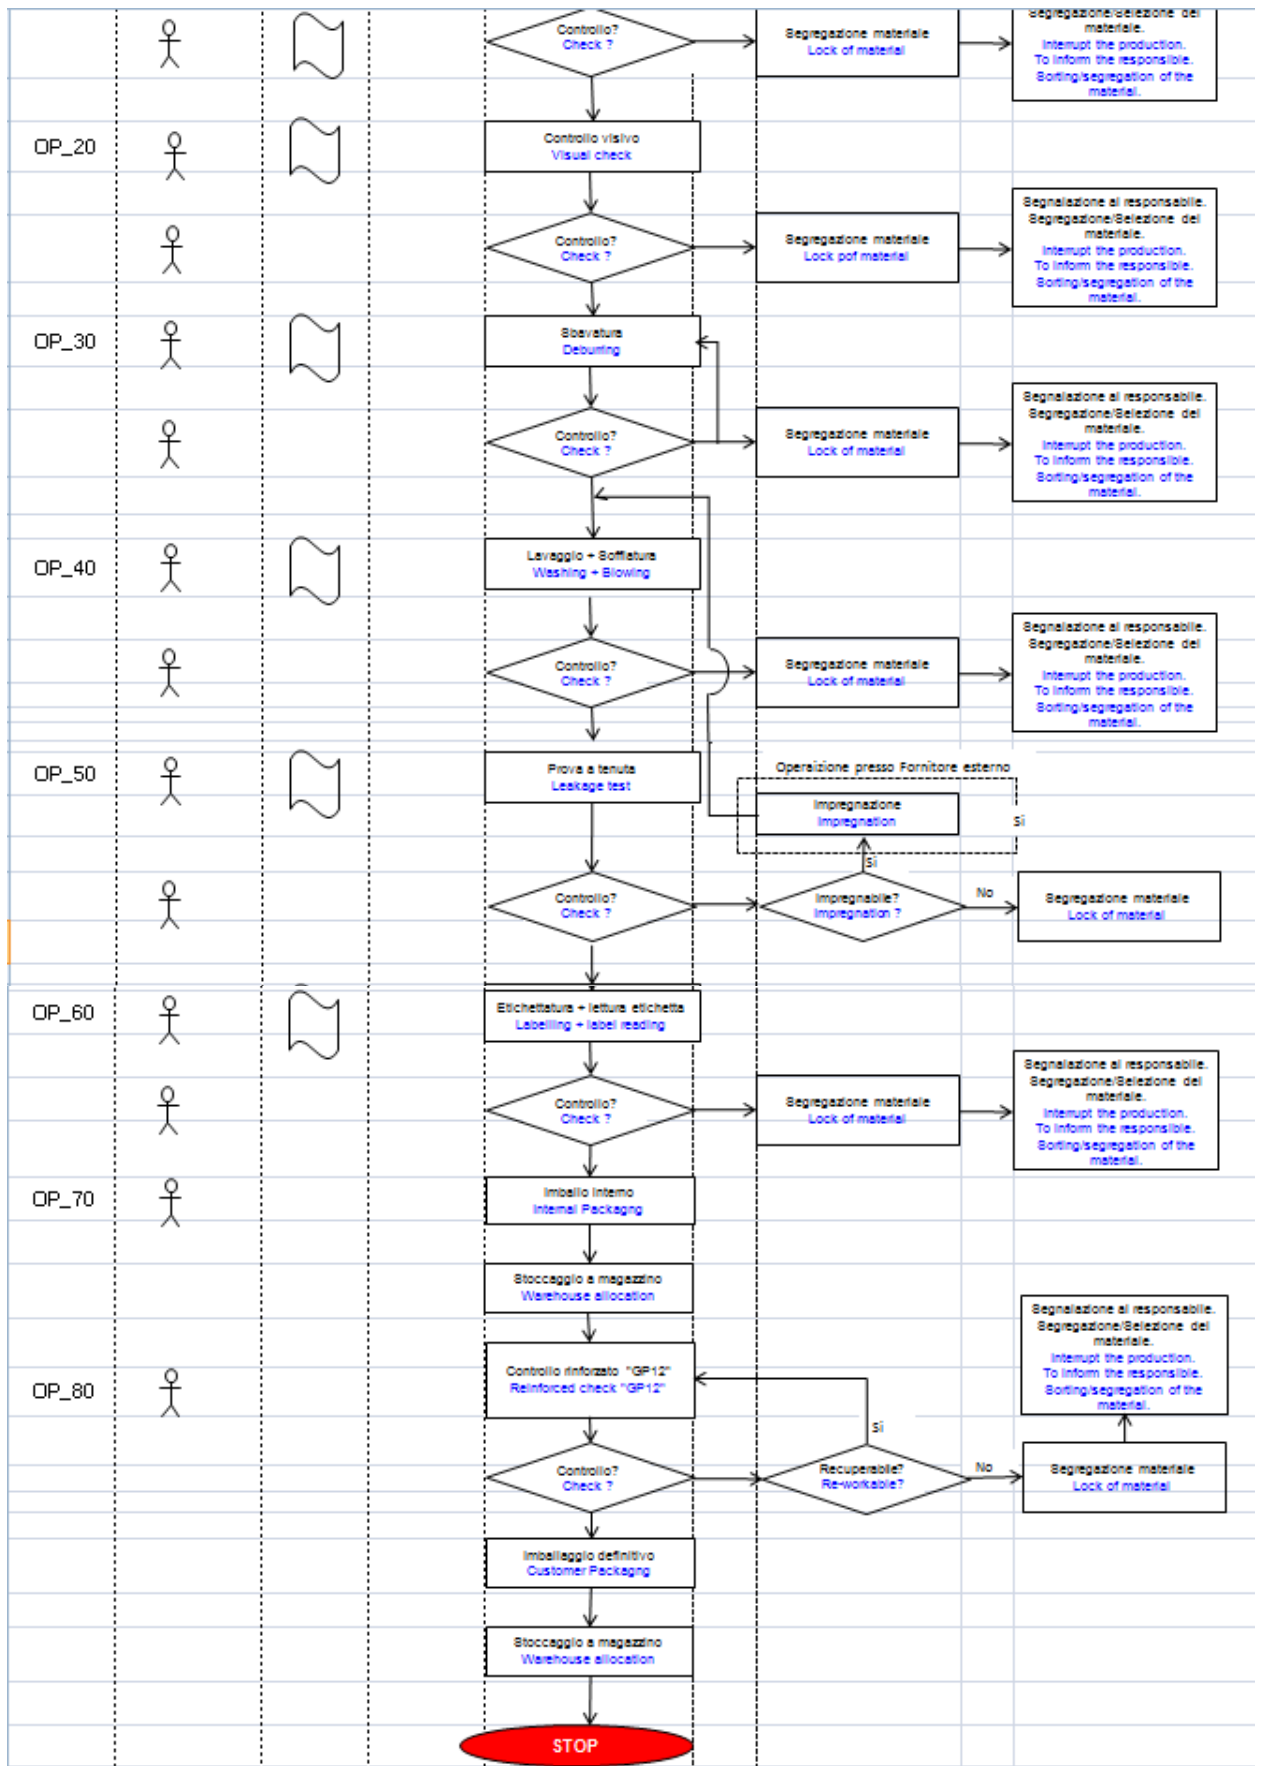 Controllo?
Check ?
Segregazione materiale
Lock of material
Segregazione/Selezione del
materiale.
Interrupt the production.
To inform the responsible.
Sorting/segregation of the
material.
OP_20
Controllo visivo
Visual check
Controllo?
Check ?
Segregazione materiale
Lock pof material
Segnalazione al responsabile.
Segregazione/Selezione del
materiale.
Interrupt the production.
To inform the responsible.
Sorting/segregation of the
material.
OP_30
Sbavatura
Deburring
Controllo?
Check ?
Segregazione materiale
Lock of material
Segnalazione al responsabile.
Segregazione/Selezione del
materiale.
Interrupt the production.
To inform the responsible.
Sorting/segregation of the
material.
OP_40
Lavaggio + Soffiatura
Washing + Blowing
Controllo?
Check ?
Segregazione materiale
Lock of material
Segnalazione al responsabile.
Segregazione/Selezione del
materiale.
Interrupt the production.
To inform the responsible.
Sorting/segregation of the
material.
OP_50
Prova a tenuta
Leakage test
Operaizione presso Fornitore esterno
Impregnazione
Impregnation
Si
Si
Controllo?
Check ?
Impregnabile?
Impregnation ?
No
Segregazione materiale
Lock of material
OP_60
Etichettatura + lettura etichetta
Labelling + label reading
Controllo?
Check ?
Segregazione materiale
Lock of material
Segnalazione al responsabile.
Segregazione/Selezione del
materiale.
Interrupt the production.
To inform the responsible.
Sorting/segregation of the
material.
OP_70
Imballo interno
Internal Packagng
Stoccaggio a magazzino
Warehouse allocation
Segnalazione al responsabile.
Segregazione/Selezione del
materiale.
Interrupt the production.
To inform the responsible.
Sorting/segregation of the
material.
OP_80
Controllo rinforzato "GP12"
Reinforced check "GP12"
Si
Controllo?
Check ?
Recuperabile?
Re-workable?
No
Segregazione materiale
Lock of material
Imballaggio definitivo
Customer Packagng
Stoccaggio a magazzino
Warehouse allocation
STOP